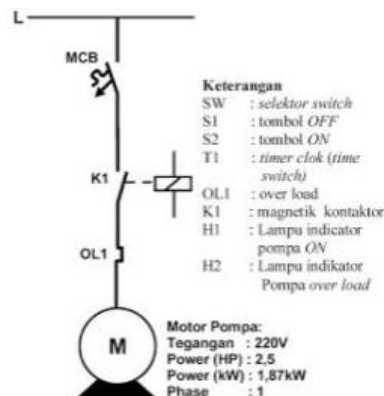 L
MCB
Keterangan
SW : selektor switch
S1 : tombol OFF
S2 : tombol ON
T1 : timer clok (time
switch)
OL1 : over load
K1 : magnetik kontaktor
H1 : Lampu indicator
pompa ON
H2 : Lampu indikator
Pompa over load
K1
OL1
M
Motor Pompa:
Tegangan : 220V
Power (HP) : 2,5
Power (kW) : 1,87kW
Phase : 1